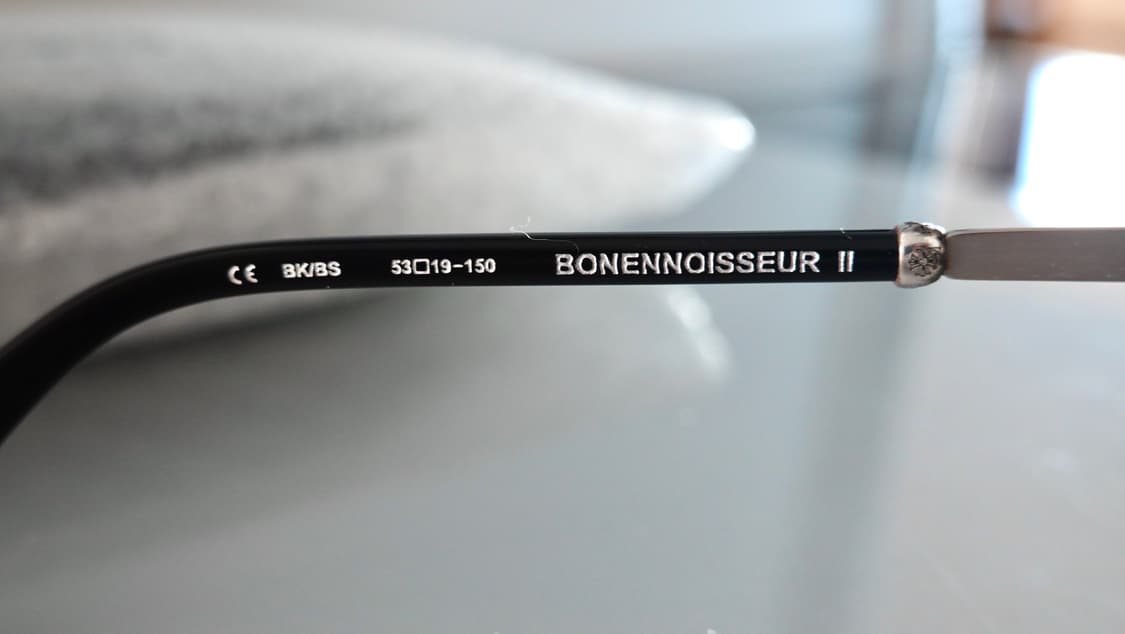 CE BK/BS 53□19-150 BONENNOISSEUR II